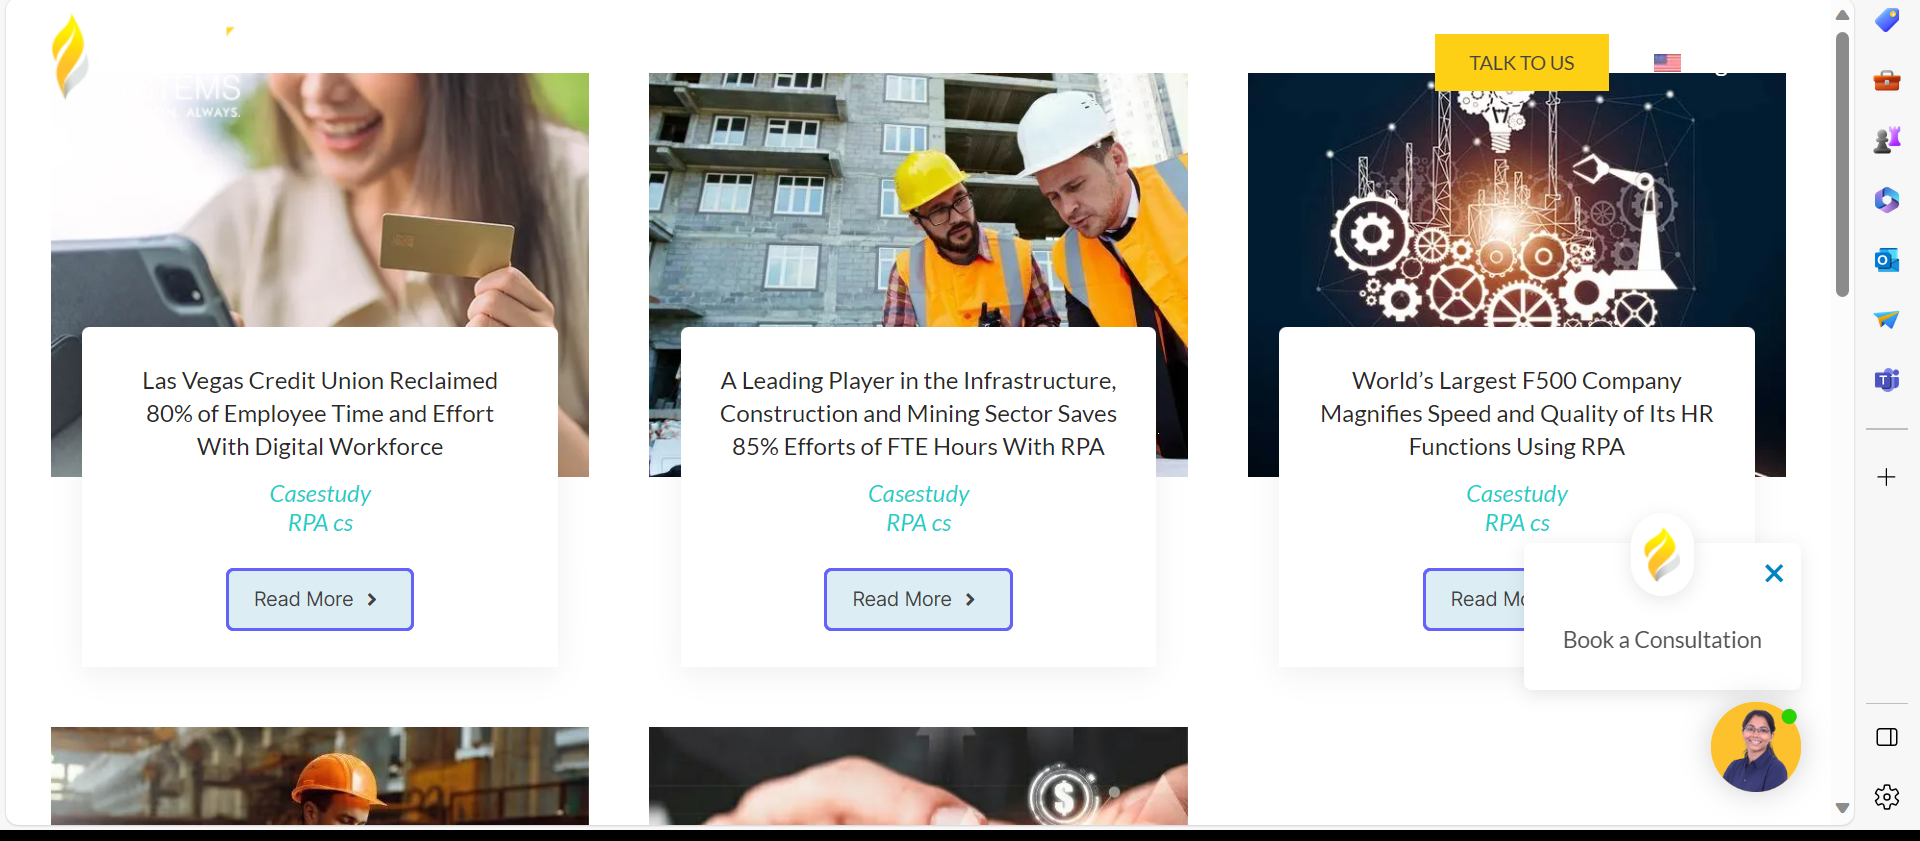 TEMS
ALWAYS.
TALK TO US
Las Vegas Credit Union Reclaimed
80% of Employee Time and Effort
With Digital Workforce
Casestudy
RPA cs
Read More
A Leading Player in the Infrastructure,
Construction and Mining Sector Saves
85% Efforts of FTE Hours With RPA
Casestudy
RPA cs
Read More
World’s Largest F500 Company
Magnifies Speed and Quality of Its HR
Functions Using RPA
Casestudy
RPA cs
Read Mo
Book a Consultation